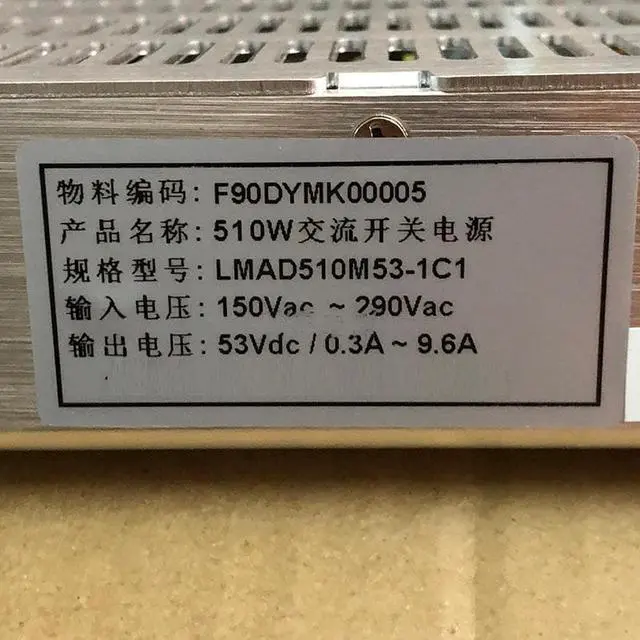 物料编码: F90DYMK00005
产品名称: 510W交流开关电源
规格型号: LMAD510M53-1C1
输入电压: 150Vac ~ 290Vac
输出电压: 53Vdc / 0.3A ~ 9.6A